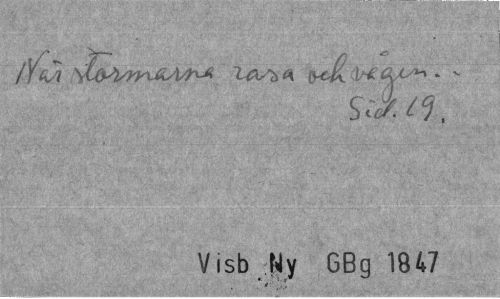 När stormarna rasa och vågen..
Sid. 19.
Visb Ny GBg 1847